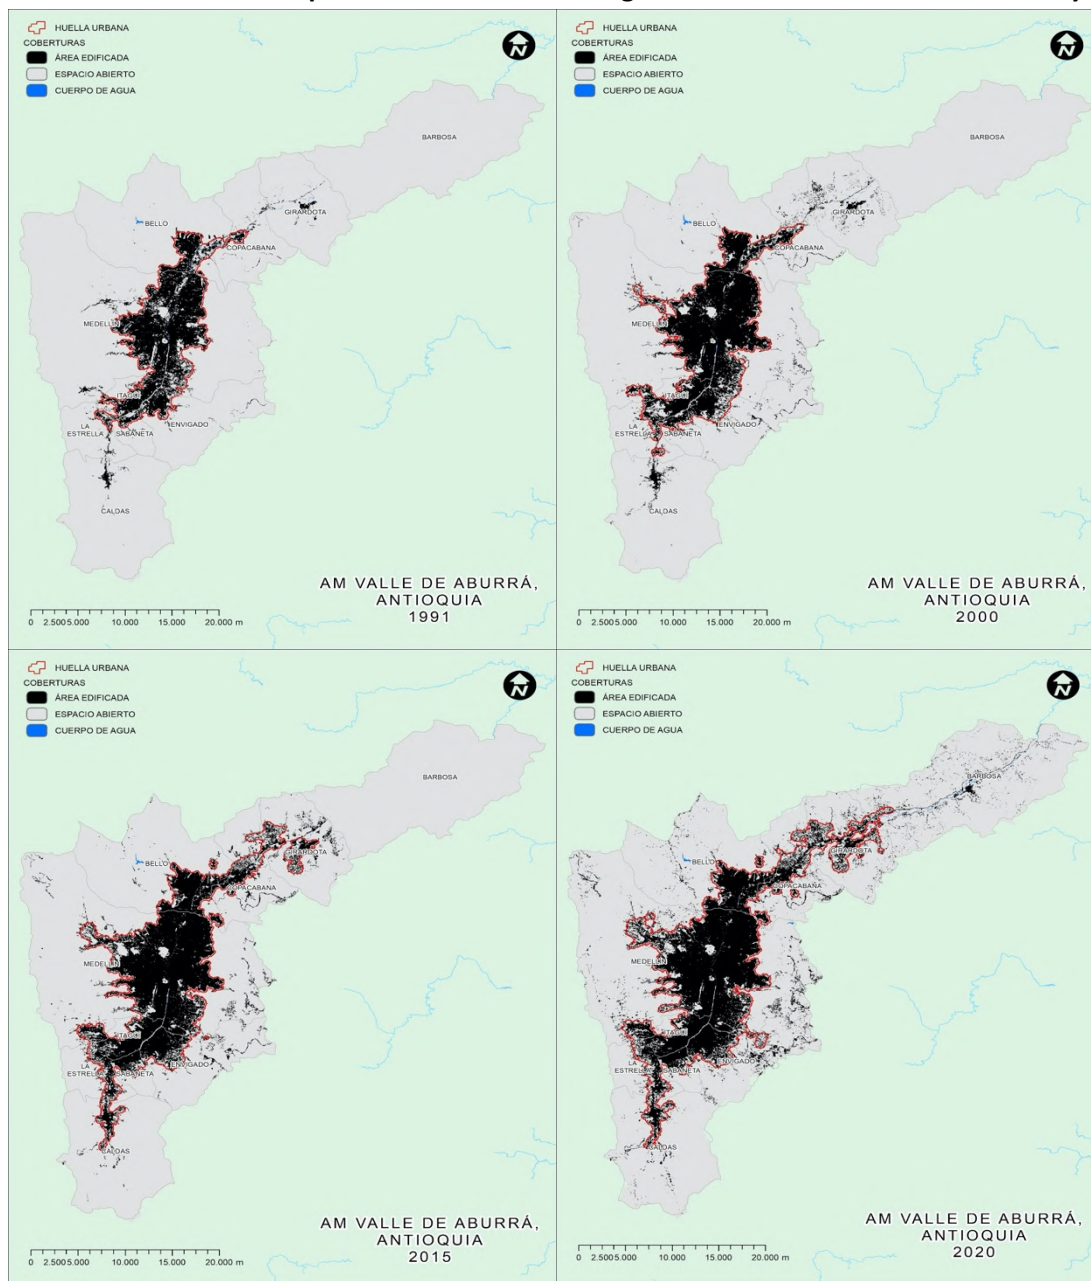 HUELLA URBANA
COBERTURAS
ÁREA EDIFICADA
ESPACIO ABIERTO
CUERPO DE AGUA
N
BARBOSA
GIRARDOTA
BELLO
COPACABANA
MEDELLÍN
ITAGÜÍ
LA
ESTRELLA
SABANETA
ENVIGADO
CALDAS
AM VALLE DE ABURRÁ,
ANTIOQUIA
1991
0 2.500 5.000 10.000 15.000 20.000 m
HUELLA URBANA
COBERTURAS
ÁREA EDIFICADA
ESPACIO ABIERTO
CUERPO DE AGUA
N
BARBOSA
GIRARDOTA
BELLO
COPACABANA
MEDELLÍN
ITAGÜÍ
LA
ESTRELLA
SABANETA
ENVIGADO
CALDAS
AM VALLE DE ABURRÁ,
ANTIOQUIA
2000
0 2.500 5.000 10.000 15.000 20.000 m
HUELLA URBANA
COBERTURAS
ÁREA EDIFICADA
ESPACIO ABIERTO
CUERPO DE AGUA
N
BARBOSA
GIRARDOTA
BELLO
COPACABANA
MEDELLÍN
ITAGÜÍ
LA
ESTRELLA
SABANETA
ENVIGADO
CALDAS
AM VALLE DE ABURRÁ,
ANTIOQUIA
2015
0 2.500 5.000 10.000 15.000 20.000 m
HUELLA URBANA
COBERTURAS
ÁREA EDIFICADA
ESPACIO ABIERTO
CUERPO DE AGUA
N
BARBOSA
GIRARDOTA
BELLO
COPACABANA
MEDELLÍN
ITAGÜÍ
LA
ESTRELLA
SABANETA
ENVIGADO
CALDAS
AM VALLE DE ABURRÁ,
ANTIOQUIA
2020
0 2.500 5.000 10.000 15.000 20.000 m